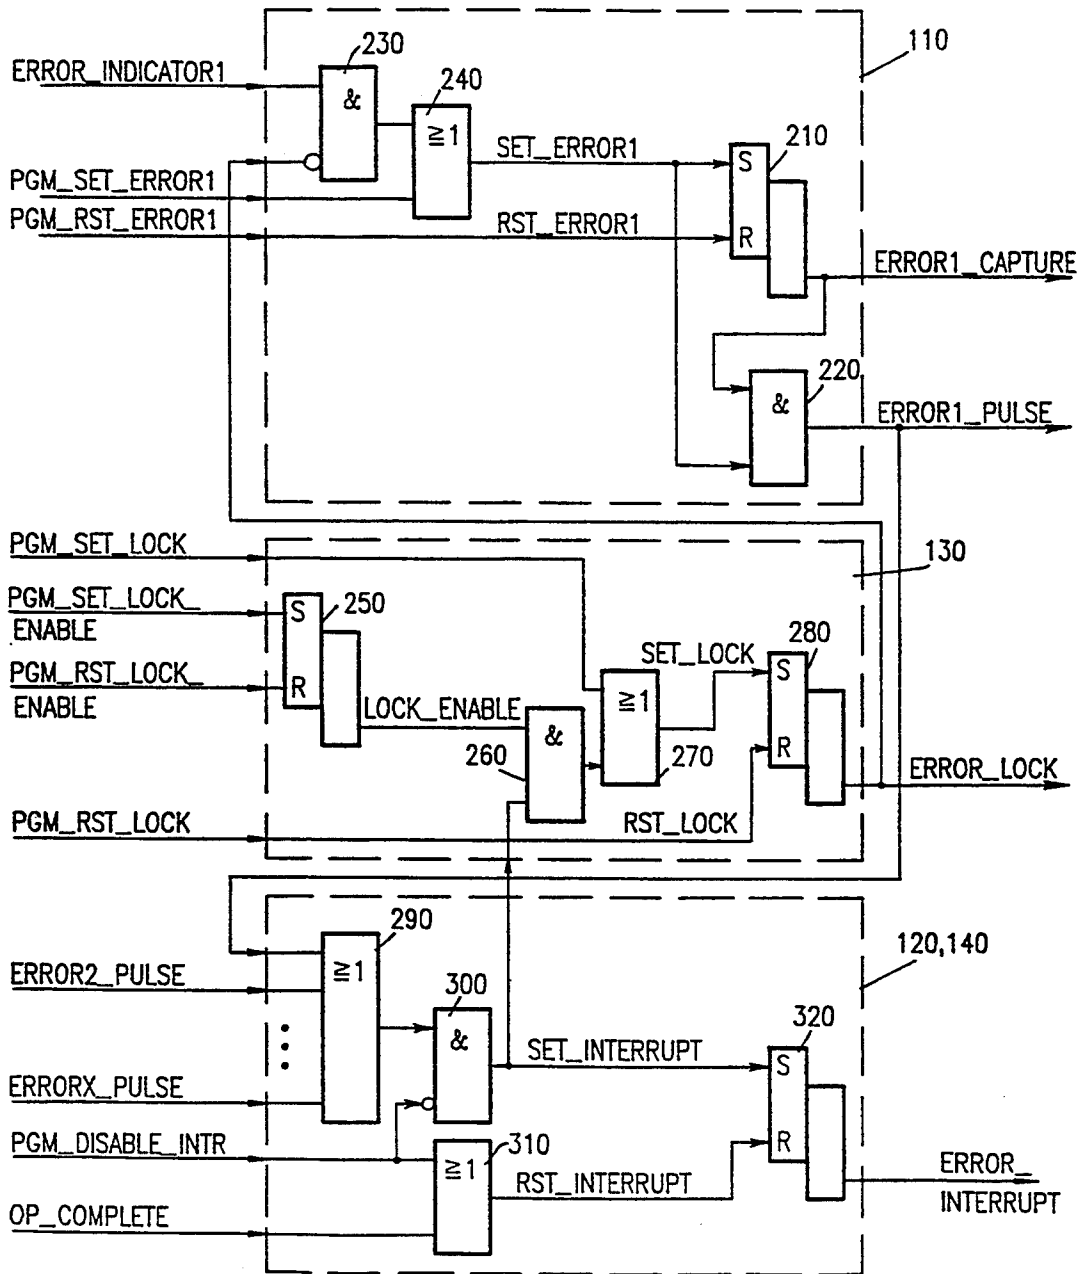 230
110
ERROR_INDICATOR1
&
240
≧1
SET_ERROR1
210
S
PGM_SET_ERROR1
PGM_RST_ERROR1
RST_ERROR1
R
ERROR1_CAPTURE
220
&
ERROR1_PULSE
PGM_SET_LOCK
130
PGM_SET_LOCK_
ENABLE
S
250
PGM_RST_LOCK_
ENABLE
R
SET_LOCK
280
S
LOCK_ENABLE
≧1
&
260
270
R
ERROR_LOCK
PGM_RST_LOCK
RST_LOCK
290
120,140
ERROR2_PULSE
≧1
300
&
320
SET_INTERRUPT
S
ERRORX_PULSE
PGM_DISABLE_INTR
310
≧1
R
RST_INTERRUPT
ERROR_
INTERRUPT
OP_COMPLETE